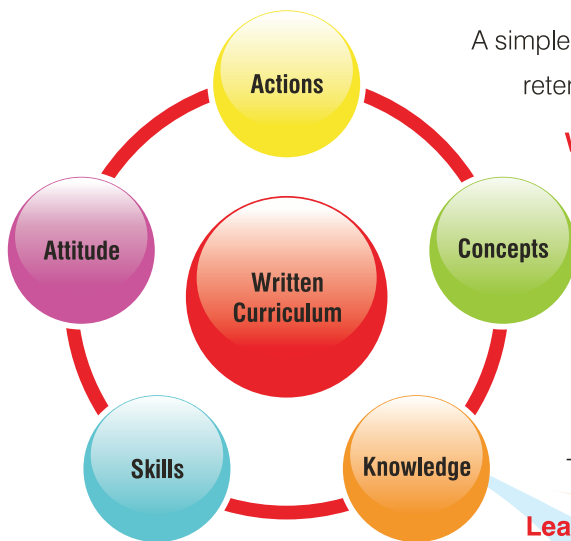 A simple
Actions
Attitude
Concepts
Written
Curriculum
Skills
Knowledge